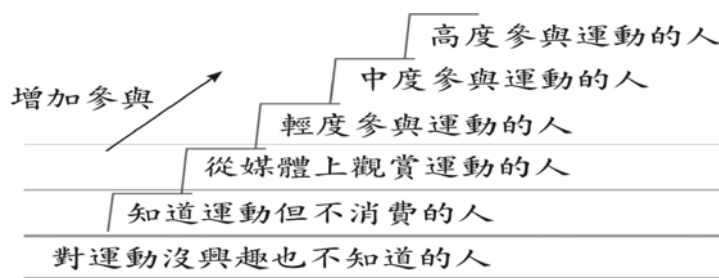 高度參與運動的人
中度參與運動的人
增加參與
輕度參與運動的人
從媒體上觀賞運動的人
知道運動但不消費的人
對運動沒興趣也不知道的人